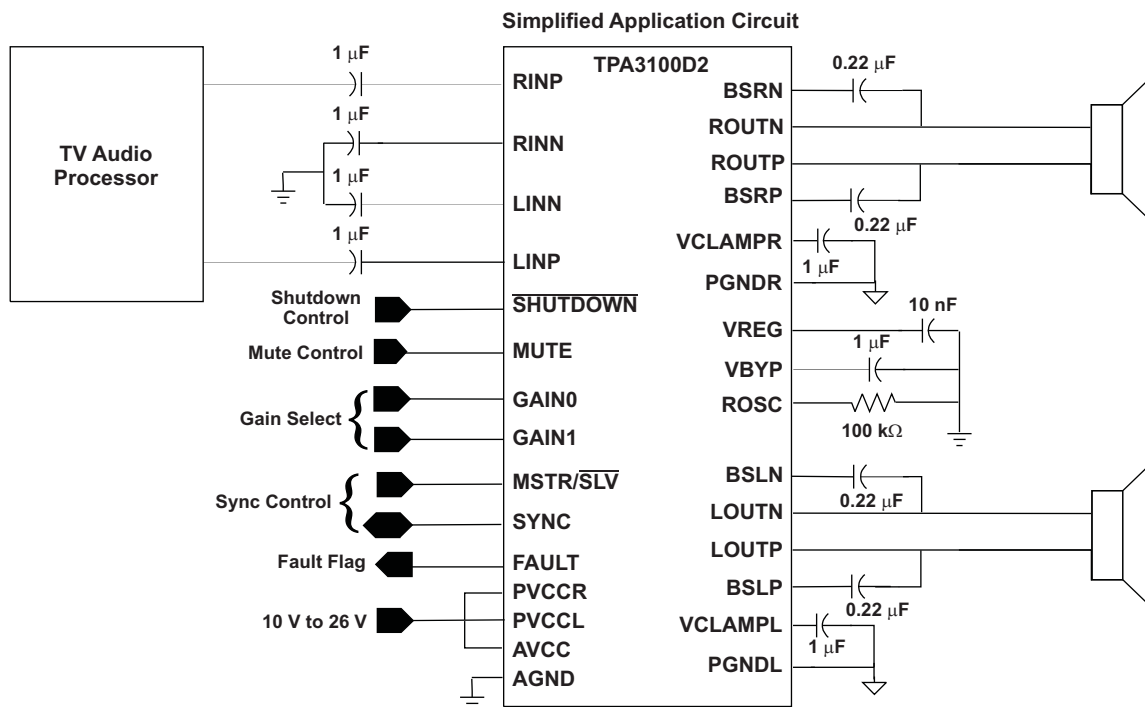 Simplified Application Circuit
TV Audio
Processor
1 μF
1 μF
1 μF
1 μF
Shutdown
Control
Mute Control
Gain Select
Sync Control
Fault Flag
10 V to 26 V
TPA3100D2
RINP
RINN
LINN
LINP
SHUTDOWN
MUTE
GAIN0
GAIN1
MSTR/SLV
SYNC
FAULT
PVCCR
PVCCL
AVCC
AGND
BSRN
ROUTN
ROUTP
BSRP
VCLAMPR
PGNDR
VREG
VBYP
ROSC
BSLN
LOUTN
LOUTP
BSLP
VCLAMPL
PGNDL
0.22 μF
0.22 μF
1 μF
10 nF
1 μF
100 kΩ
0.22 μF
0.22 μF
1 μF